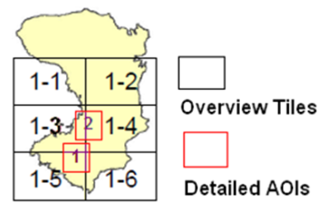 1-1 1-2
1-3 2 1-4
1
1-5 1-6
Overview Tiles
Detailed AOIs